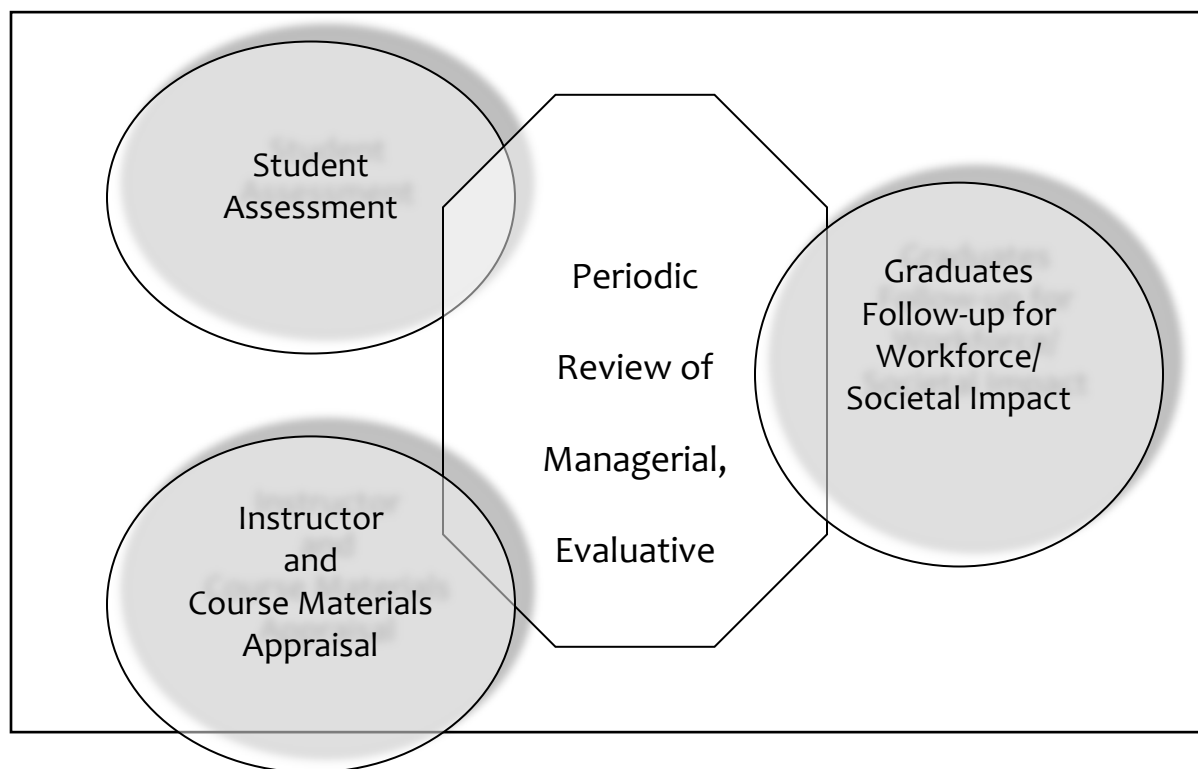 Student
Assessment
Periodic
Review of
Managerial,
Evaluative
Graduates
Follow-up for
Workforce/
Societal Impact
Instructor
and
Course Materials
Appraisal